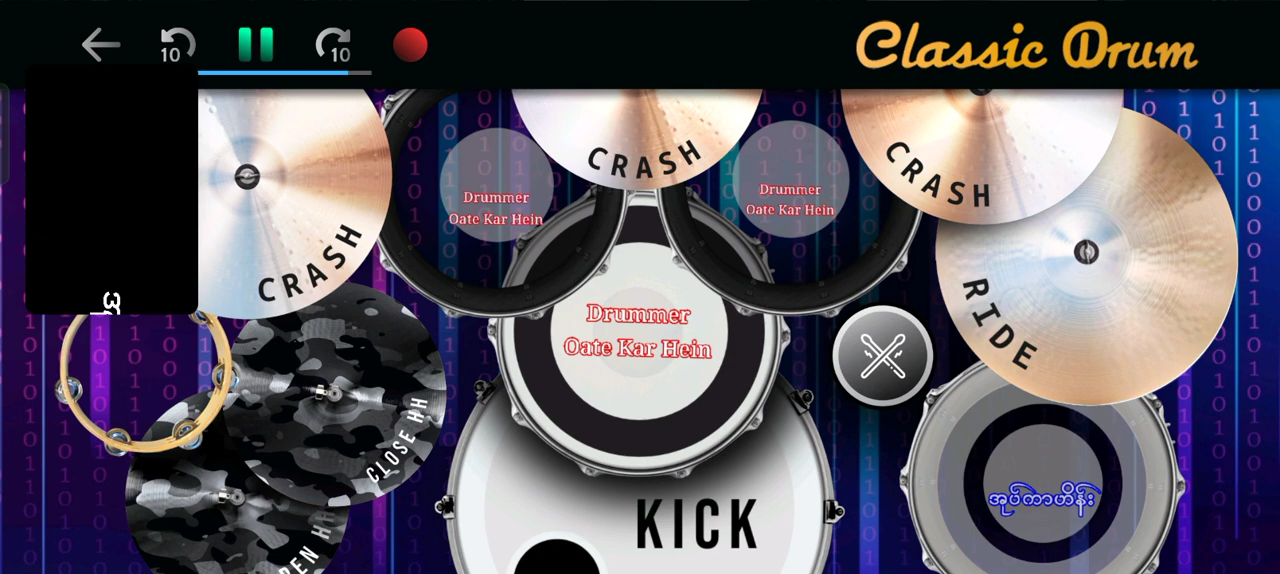 10
10
Classic Drum
CRASH
CRASH
CRASH
RIDE
Drummer
Oate Kar Hein
Drummer
Oate Kar Hein
Drummer
Oate Kar Hein
CLOSE HH
KICK
အုပ်ကာဟိန်း